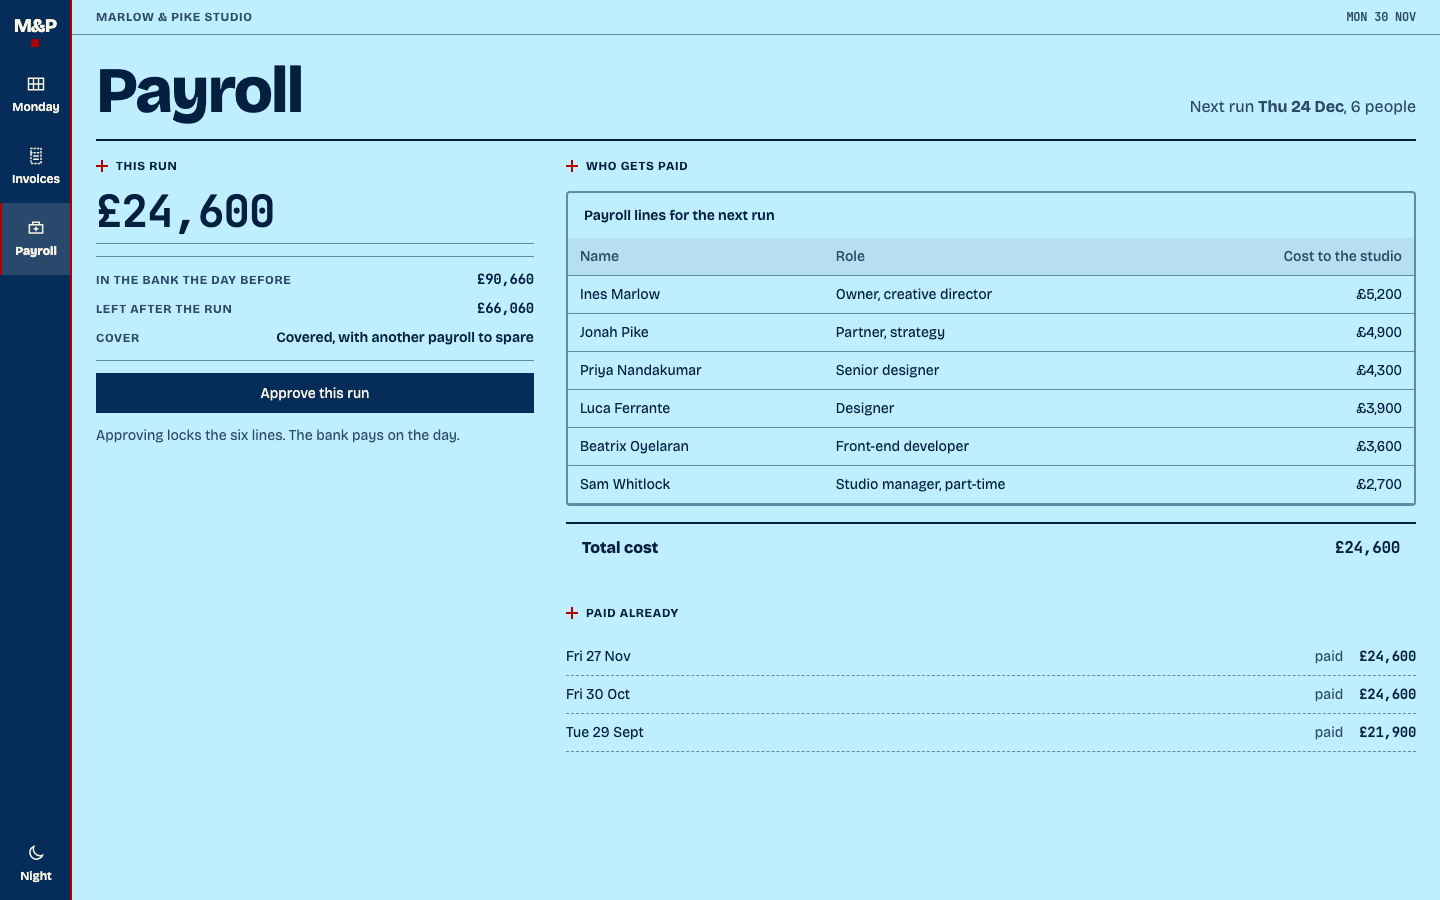 M&P
Monday
Invoices
Payroll
Night
MARLOW & PIKE STUDIO
MON 30 NOV
Payroll
Next run Thu 24 Dec, 6 people
THIS RUN
£24,600
IN THE BANK THE DAY BEFORE £90,660
LEFT AFTER THE RUN £66,060
COVER Covered, with another payroll to spare
Approve this run
Approving locks the six lines. The bank pays on the day.
WHO GETS PAID
Payroll lines for the next run
Name Role Cost to the studio
Ines Marlow Owner, creative director £5,200
Jonah Pike Partner, strategy £4,900
Priya Nandakumar Senior designer £4,300
Luca Ferrante Designer £3,900
Beatrix Oyelaran Front-end developer £3,600
Sam Whitlock Studio manager, part-time £2,700
Total cost £24,600
PAID ALREADY
Fri 27 Nov paid £24,600
Fri 30 Oct paid £24,600
Tue 29 Sept paid £21,900